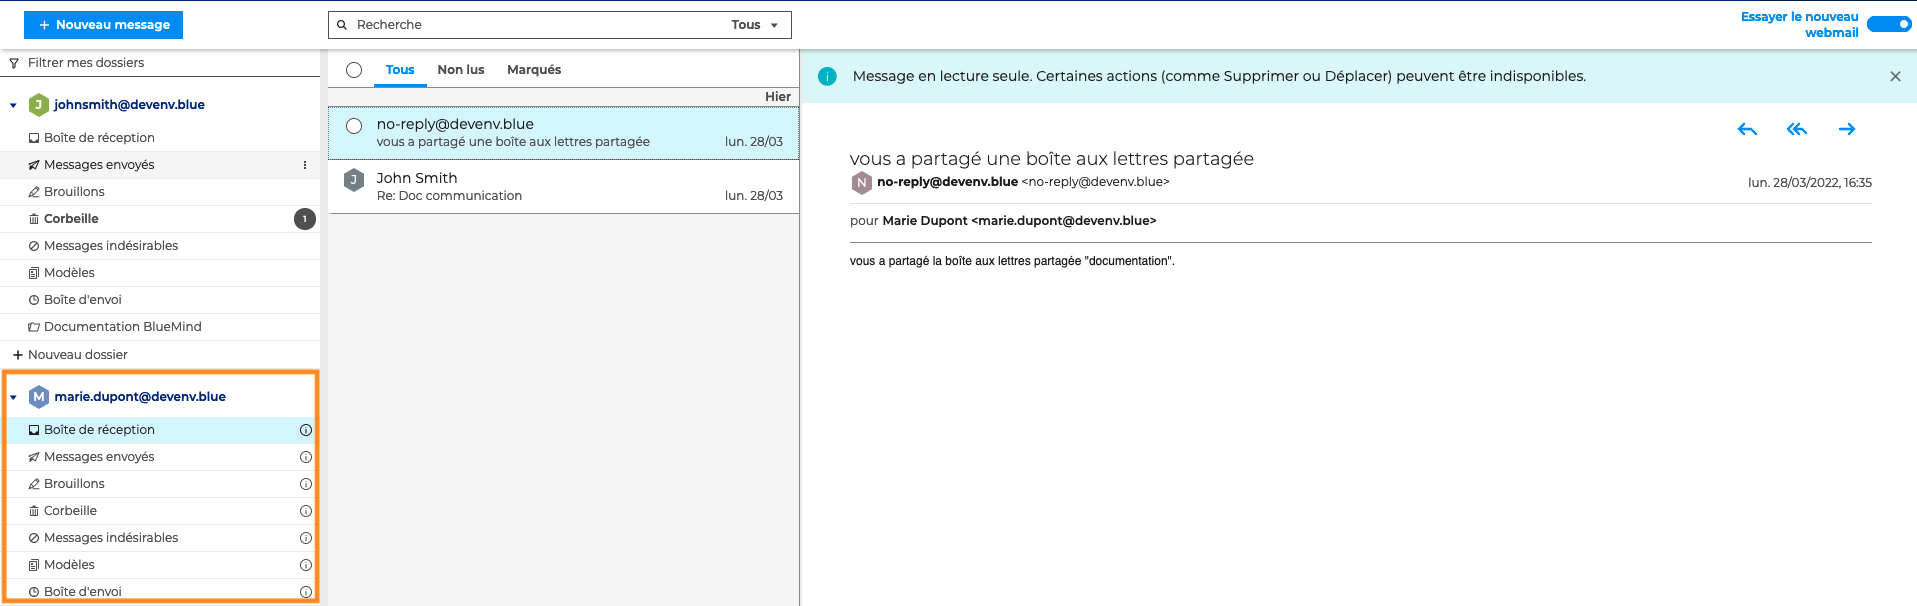 + Nouveau message
Recherche
Tous
Essayer le nouveau
webmail
Filtrer mes dossiers
J johnsmith@devenv.blue
Boîte de réception
Messages envoyés
Brouillons
Corbeille 1
Messages indésirables
Modèles
Boîte d'envoi
Documentation BlueMind
+ Nouveau dossier
M marie.dupont@devenv.blue
Boîte de réception
Messages envoyés
Brouillons
Corbeille
Messages indésirables
Modèles
Boîte d'envoi
Tous Non lus Marqués
Hier
no-reply@devenv.blue
vous a partagé une boîte aux lettres partagée lun. 28/03
J John Smith
Re: Doc communication lun. 28/03
Message en lecture seule. Certaines actions (comme Supprimer ou Déplacer) peuvent être indisponibles.
vous a partagé une boîte aux lettres partagée
N no-reply@devenv.blue <no-reply@devenv.blue> lun. 28/03/2022, 16:35
pour Marie Dupont <marie.dupont@devenv.blue>
vous a partagé la boîte aux lettres partagée "documentation".